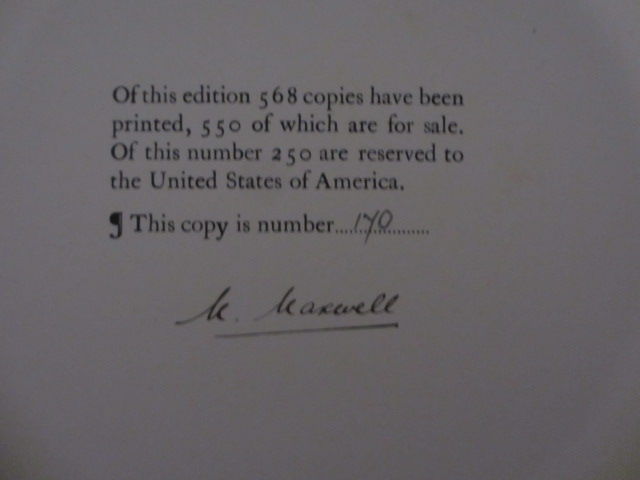 Of this edition 568 copies have been
printed, 550 of which are for sale.
Of this number 250 are reserved to
the United States of America.
¶ This copy is number....170........
M. Maxwell